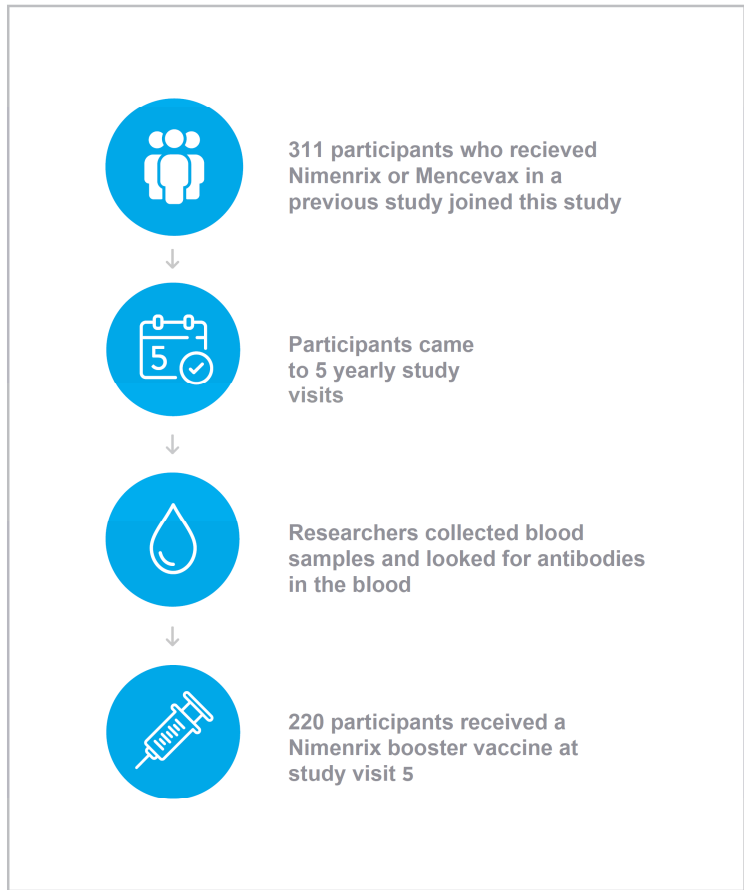 311 participants who recieved
Nimenrix or Mencevax in a
previous study joined this study
5
Participants came
to 5 yearly study
visits
Researchers collected blood
samples and looked for antibodies
in the blood
220 participants received a
Nimenrix booster vaccine at
study visit 5